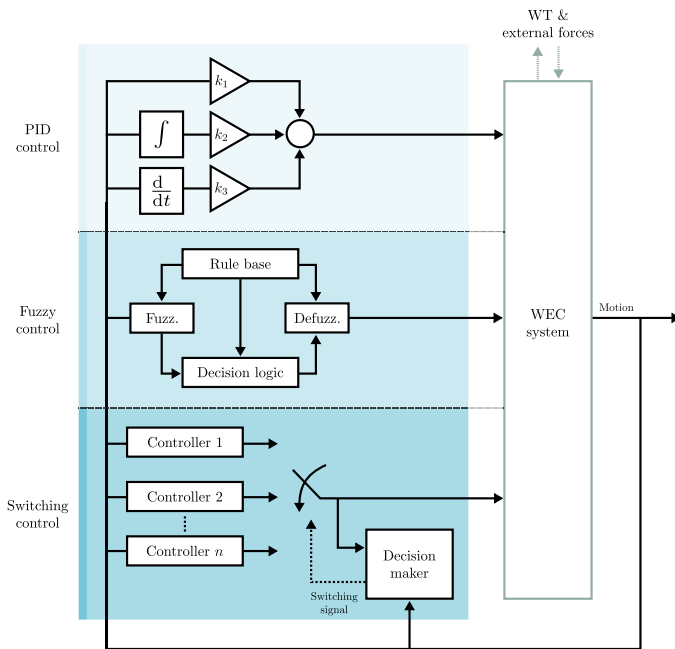 WT &
external forces
PID
control
k1
∫
k2
d
dt
k3
Fuzzy
control
Rule base
Fuzz.
Defuzz.
Decision logic
WEC
system
Motion
Switching
control
Controller 1
Controller 2
Controller n
Decision
maker
Switching
signal